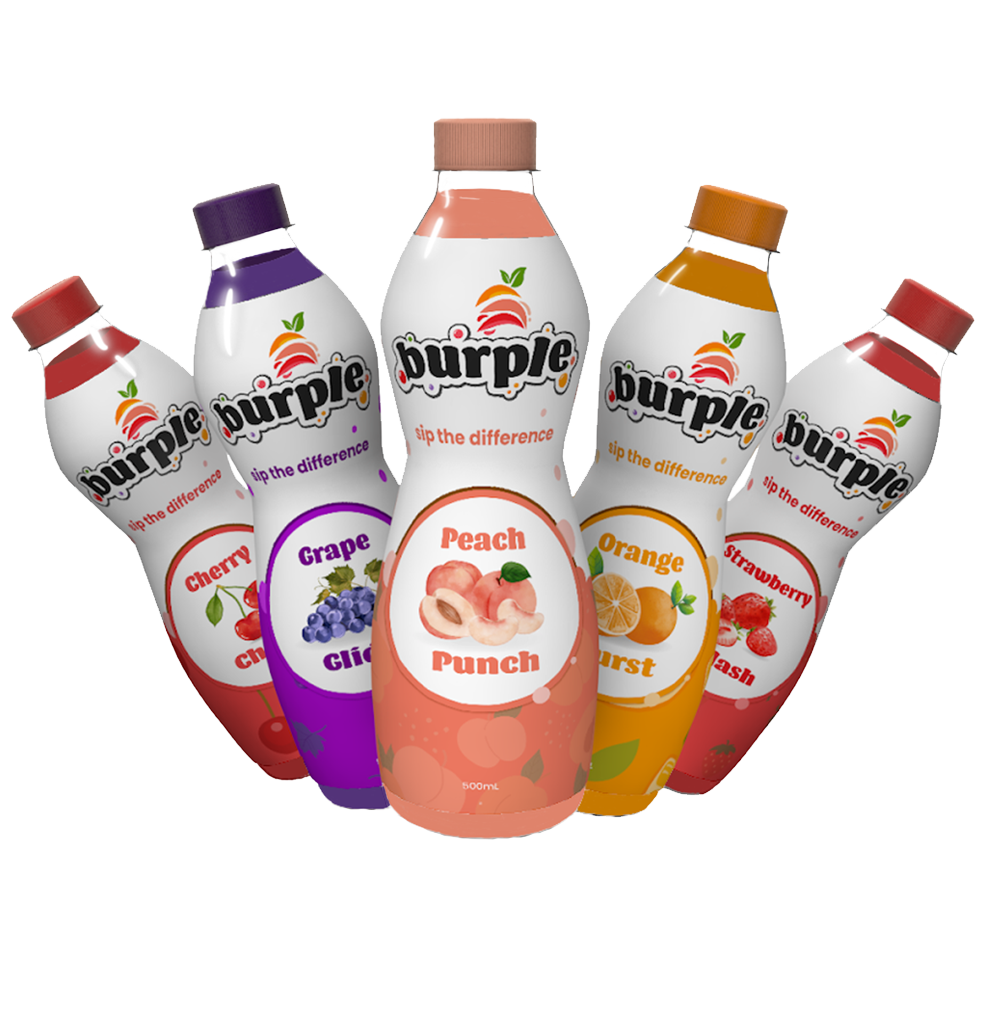 burple
sip the difference
Cherry
burple
sip the difference
Grape
burple
sip the difference
Peach
Punch
500mL
burple
sip the difference
Orange
burple
sip the difference
Strawberry